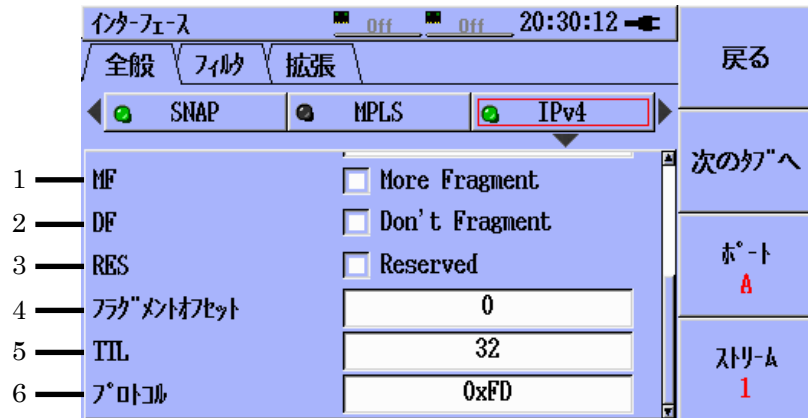 インターフェース Off Off 20:30:12
全般 フィルタ 拡張
SNAP MPLS IPv4
1 MF More Fragment
2 DF Don't Fragment
3 RES Reserved
4 フラグメントオフセット 0
5 TTL 32
6 プロトコル 0xFD
戻る
次のタブへ
ポート
A
ストリーム
1